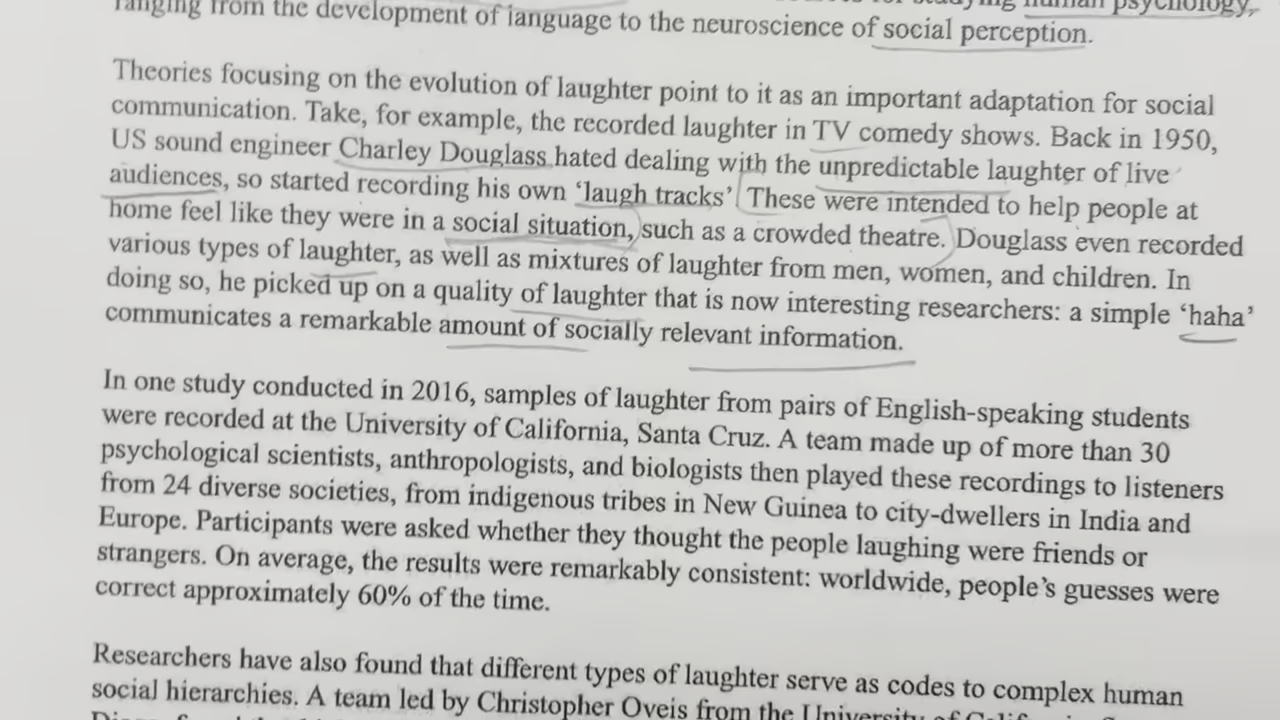 ranging from the development of language to the neuroscience of social perception.
Theories focusing on the evolution of laughter point to it as an important adaptation for social
communication. Take, for example, the recorded laughter in TV comedy shows. Back in 1950,
US sound engineer Charley Douglass hated dealing with the unpredictable laughter of live
audiences, so started recording his own ‘laugh tracks’ These were intended to help people at
home feel like they were in a social situation, such as a crowded theatre. Douglass even recorded
various types of laughter, as well as mixtures of laughter from men, women, and children. In
doing so, he picked up on a quality of laughter that is now interesting researchers: a simple ‘haha’
communicates a remarkable amount of socially relevant information.
In one study conducted in 2016, samples of laughter from pairs of English-speaking students
were recorded at the University of California, Santa Cruz. A team made up of more than 30
psychological scientists, anthropologists, and biologists then played these recordings to listeners
from 24 diverse societies, from indigenous tribes in New Guinea to city-dwellers in India and
Europe. Participants were asked whether they thought the people laughing were friends or
strangers. On average, the results were remarkably consistent: worldwide, people’s guesses were
correct approximately 60% of the time.
Researchers have also found that different types of laughter serve as codes to complex human
social hierarchies. A team led by Christopher Oveis from the University of